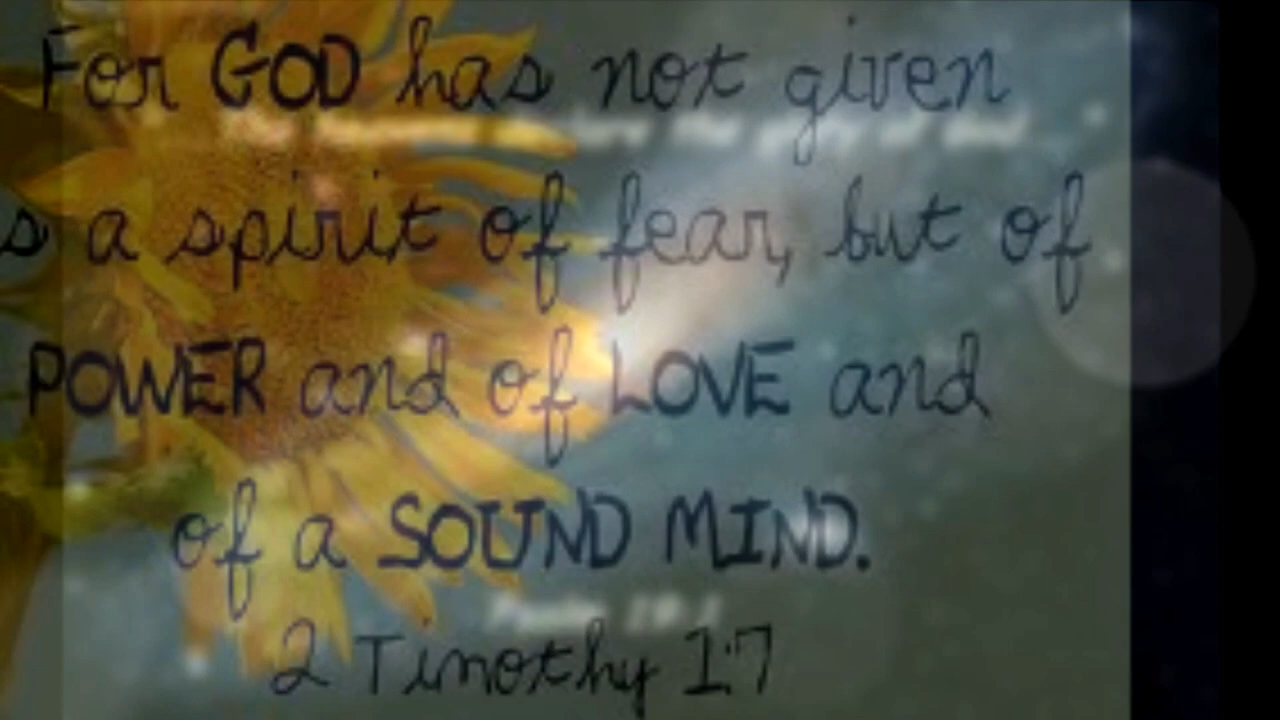 For GOD has not given
s a spirit of fear, but of
POWER and of LOVE and
of a SOUND MIND.
2 Timothy 1:7